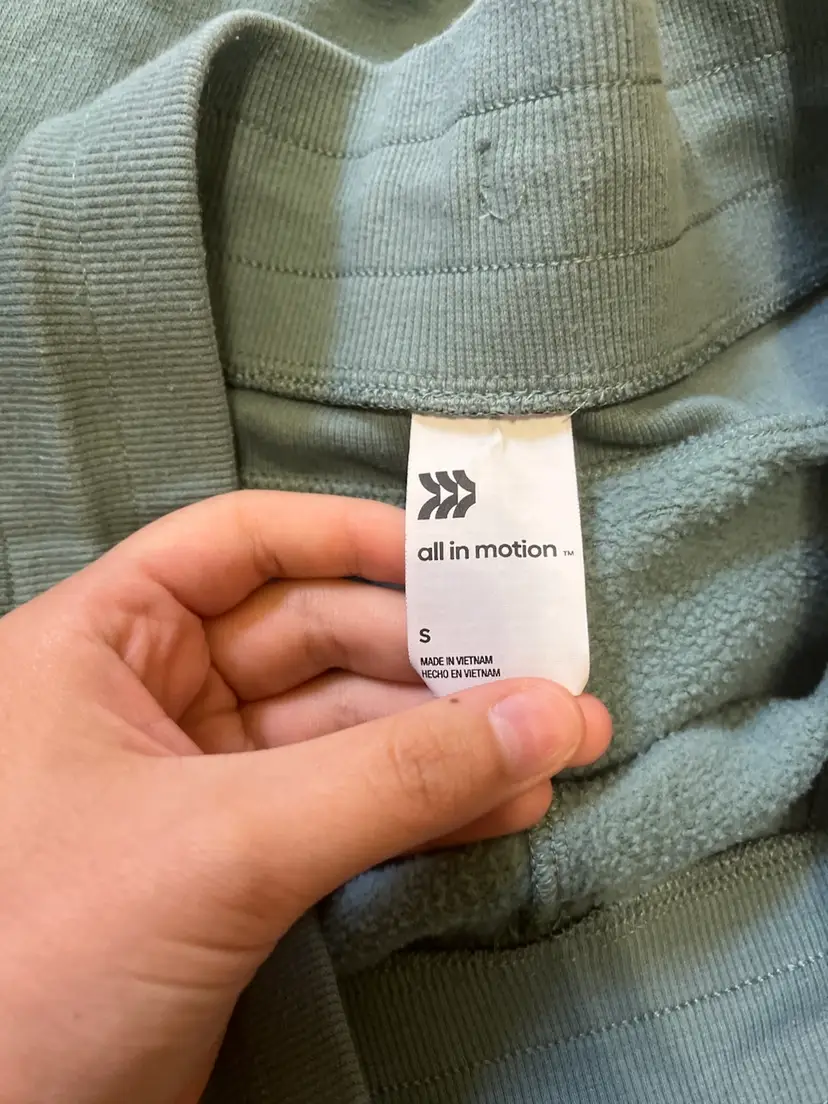 all in motion ™
S
MADE IN VIETNAM
HECHO EN VIETNAM